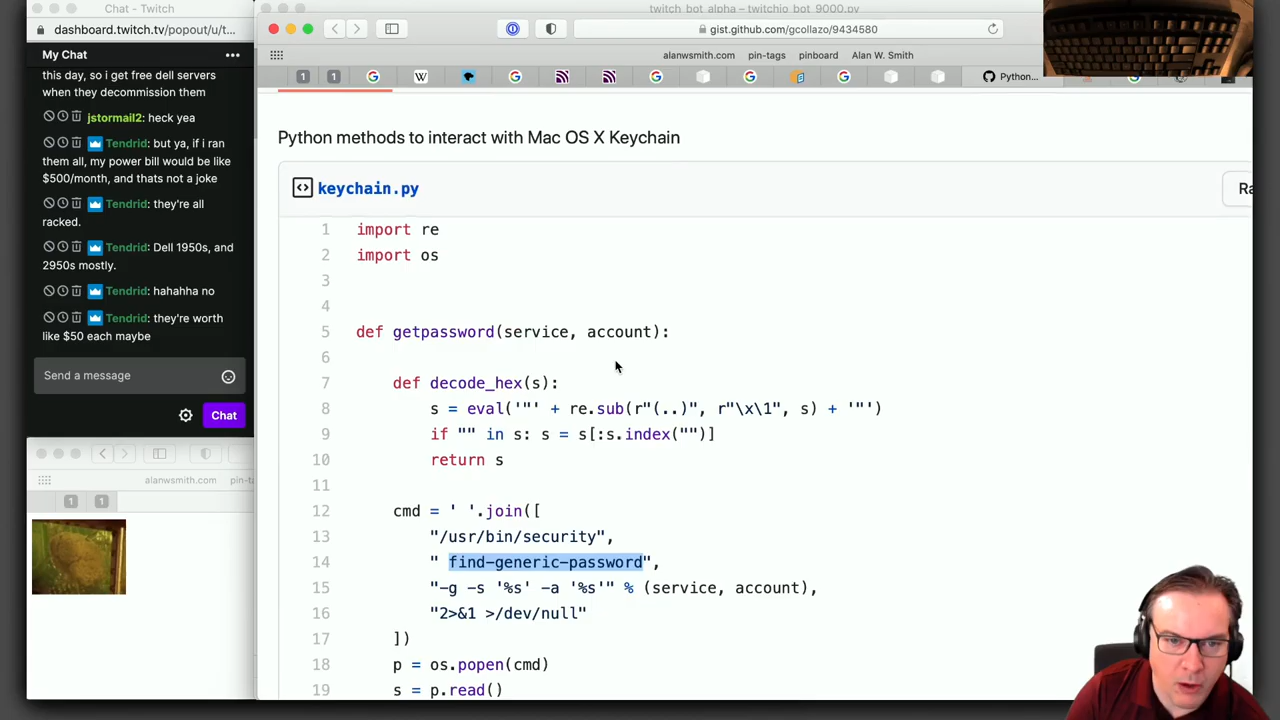 Chat - Twitch
dashboard.twitch.tv/popout/u/t...
My Chat
this day, so i get free dell servers
when they decommission them
jstormail2: heck yea
Tendrid: but ya, if i ran
them all, my power bill would be like
$500/month, and thats not a joke
Tendrid: they're all
racked.
Tendrid: Dell 1950s, and
2950s mostly.
Tendrid: hahahha no
Tendrid: they're worth
like $50 each maybe
Send a message
Chat
alanwsmith.com pin-t
1 1
twitch_bot_alpha – twitchio_bot_9000.py
gist.github.com/gcollazo/9434580
alanwsmith.com pin-tags pinboard Alan W. Smith
1 1 G W G G G G Python...
Python methods to interact with Mac OS X Keychain
keychain.py
Ra
1 import re
2 import os
3
4
5 def getpassword(service, account):
6
7 def decode_hex(s):
8 s = eval('"' + re.sub(r"(..)", r"\x\1", s) + '"')
9 if "" in s: s = s[:s.index("")]
10 return s
11
12 cmd = ' '.join([
13 "/usr/bin/security",
14 " find-generic-password",
15 "-g -s '%s' -a '%s'" % (service, account),
16 "2>&1 >/dev/null"
17 ])
18 p = os.popen(cmd)
19 s = p.read()